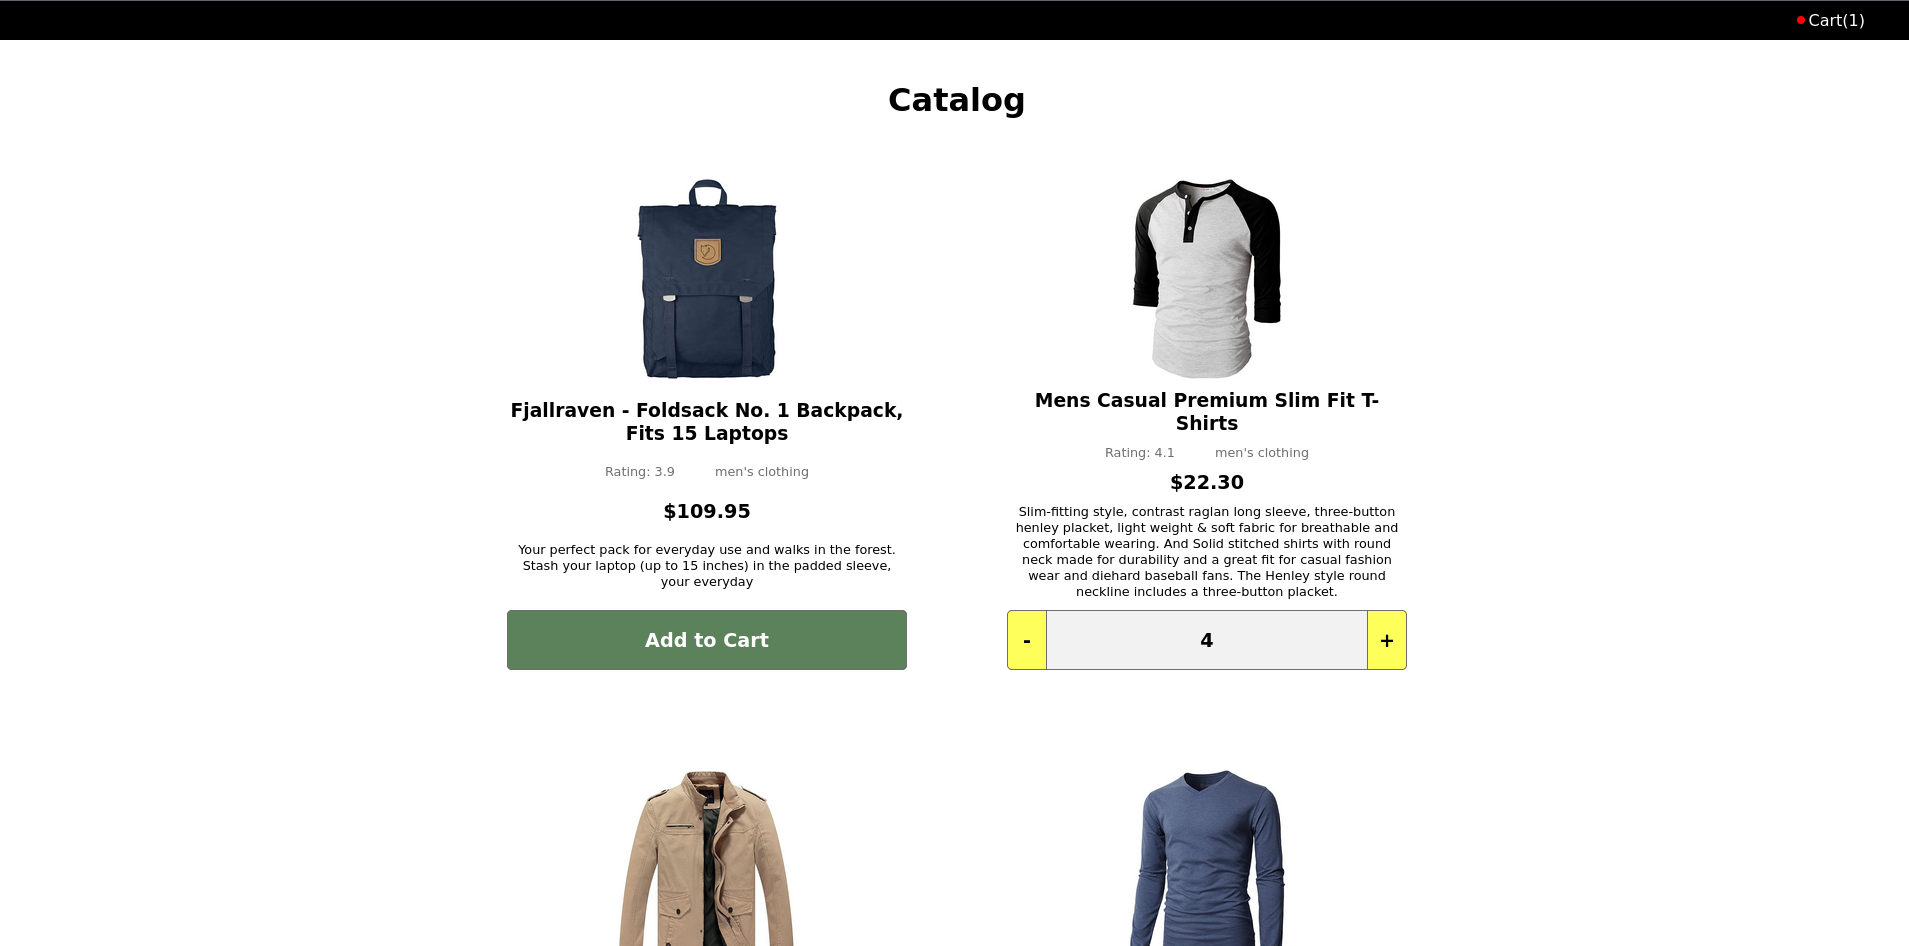 Cart(1)
Catalog
Fjallraven - Foldsack No. 1 Backpack,
Fits 15 Laptops
Rating: 3.9 men's clothing
$109.95
Your perfect pack for everyday use and walks in the forest.
Stash your laptop (up to 15 inches) in the padded sleeve,
your everyday
Add to Cart
Mens Casual Premium Slim Fit T-
Shirts
Rating: 4.1 men's clothing
$22.30
Slim-fitting style, contrast raglan long sleeve, three-button
henley placket, light weight & soft fabric for breathable and
comfortable wearing. And Solid stitched shirts with round
neck made for durability and a great fit for casual fashion
wear and diehard baseball fans. The Henley style round
neckline includes a three-button placket.
- 4 +